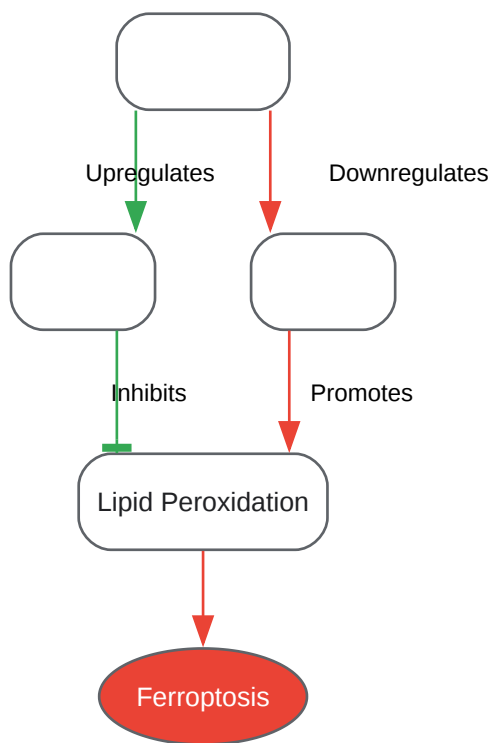 Upregulates
Downregulates
Inhibits
Promotes
Lipid Peroxidation
Ferroptosis